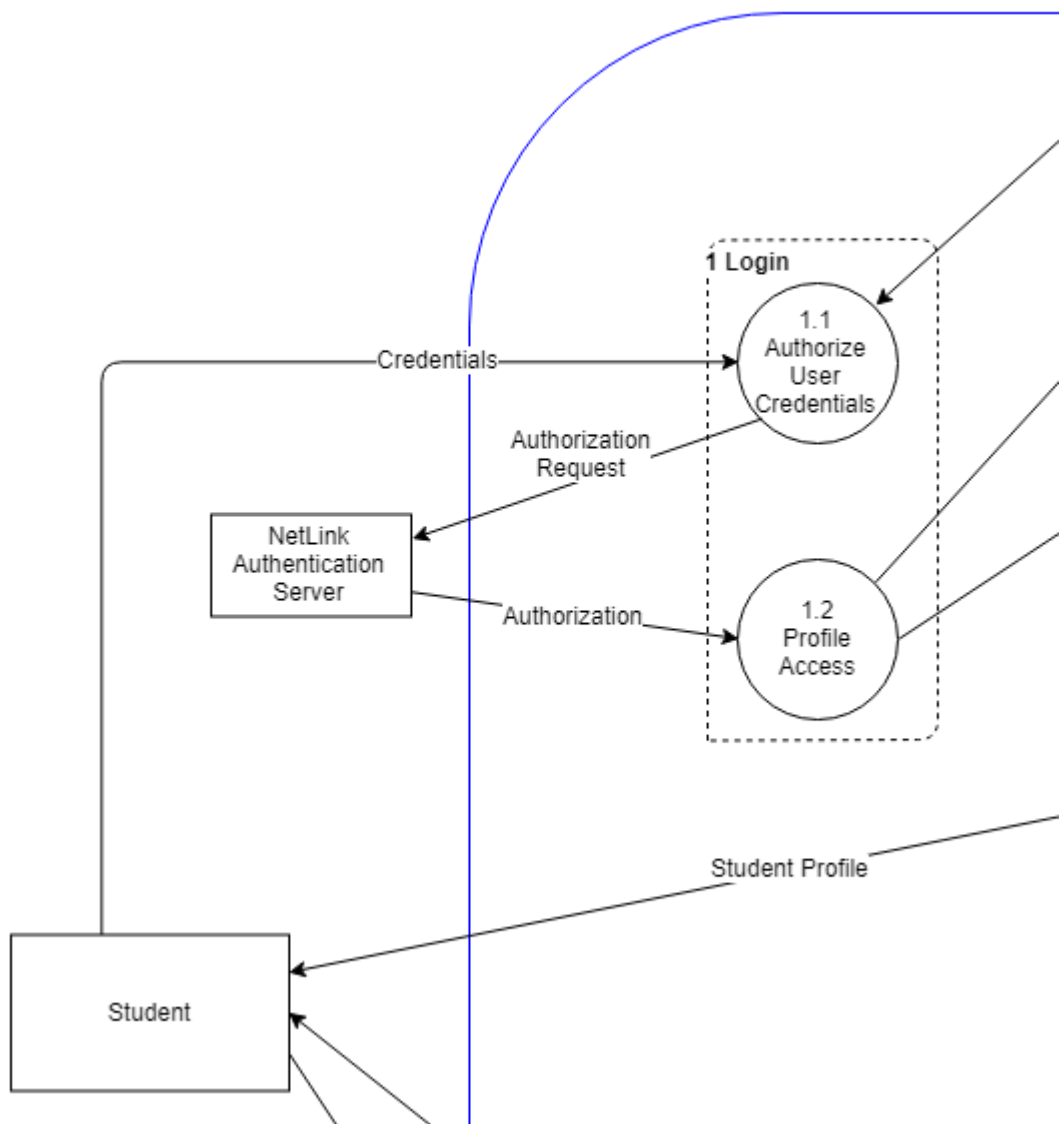 1 Login
1.1
Authorize
User
Credentials
Credentials
Authorization
Request
NetLink
Authentication
Server
Authorization
1.2
Profile
Access
Student Profile
Student